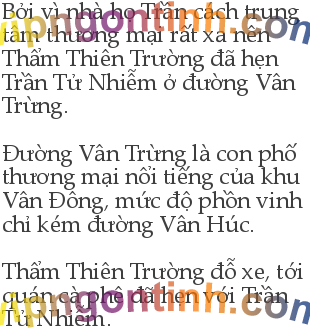 Bởi vì nhà họ Trần cách trung
tâm thương mại rất xa nên
Thẩm Thiên Trường đã hẹn
Trần Tử Nhiễm ở đường Vân
Trừng.
Đường Vân Trừng là con phố
thương mại nổi tiếng của khu
Vân Đông, mức độ phồn vinh
chỉ kém đường Vân Húc.
Thẩm Thiên Trường đỗ xe, tới
quán cà phê đã hẹn với Trần
Tử Nhiễm.